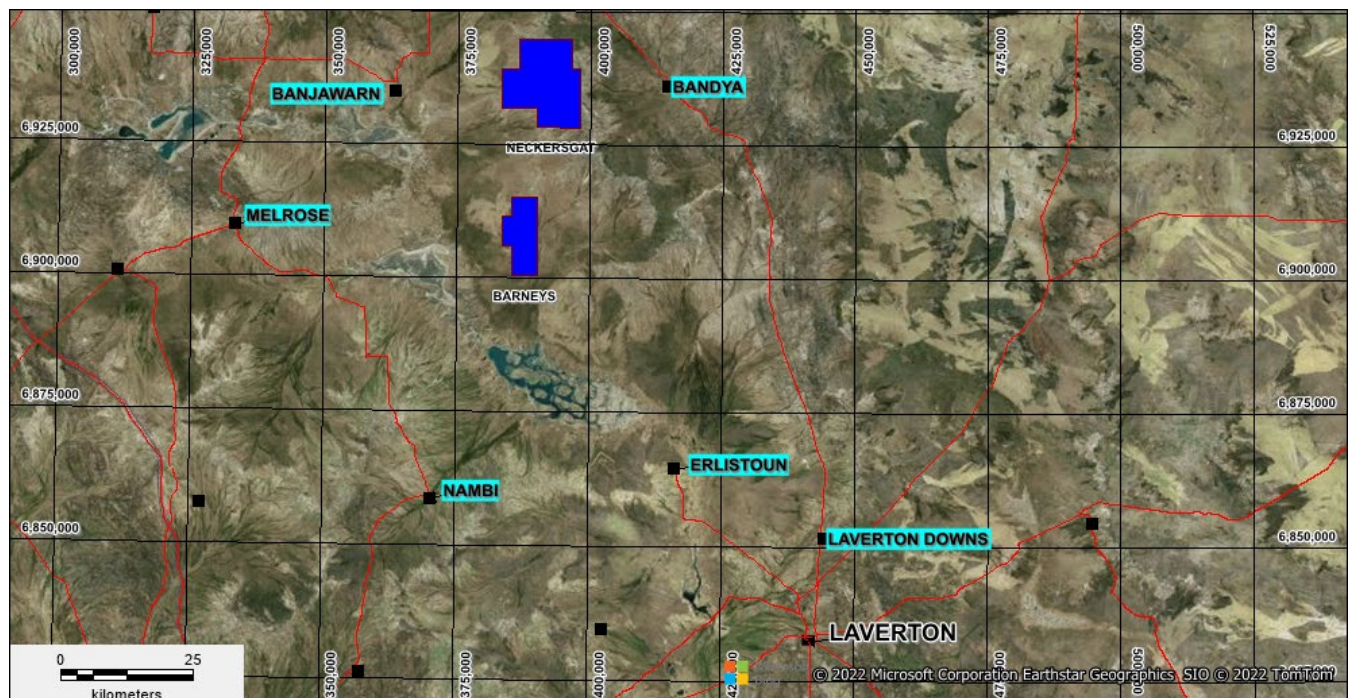 300,000
325,000
350,000
375,000
400,000
425,000
450,000
475,000
500,000
525,000
BANJAWARN
BANDYA
6,925,000
6,925,000
NECKERSGAT
MELROSE
6,900,000
6,900,000
BARNEYS
6,875,000
6,875,000
ERLISTOUN
NAMBI
6,850,000
6,850,000
LAVERTON DOWNS
LAVERTON
0 25
kilometers
350,000
375,000
400,000
© 2022 Microsoft Corporation Earthstar Geographics SIO © 2022 TomTom